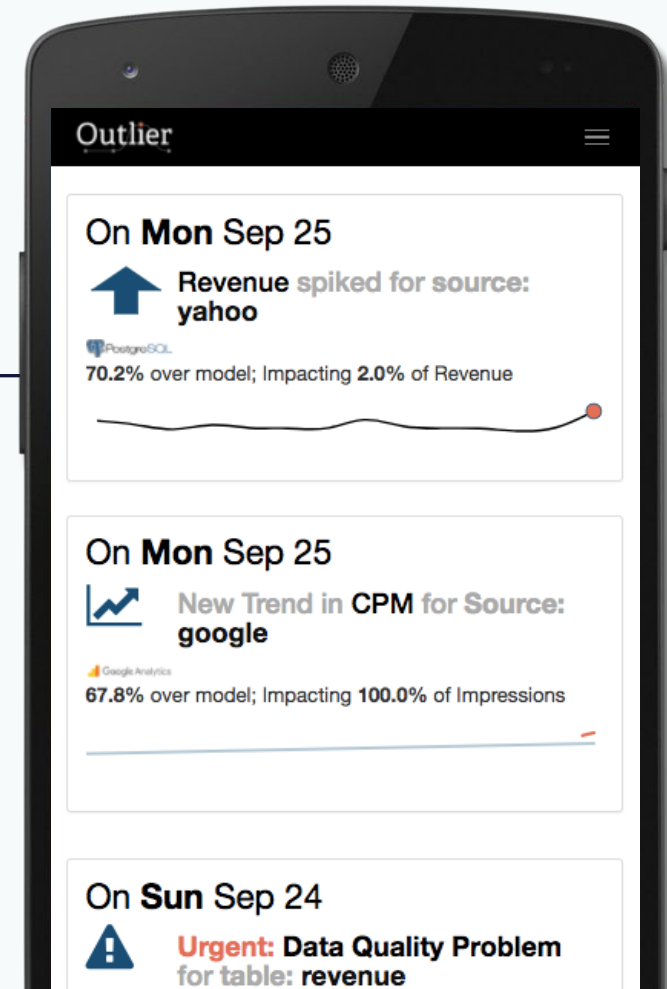 Outlier
On Mon Sep 25
Revenue spiked for source:
yahoo
PostgreSQL
70.2% over model; Impacting 2.0% of Revenue
On Mon Sep 25
New Trend in CPM for Source:
google
Google Analytics
67.8% over model; Impacting 100.0% of Impressions
On Sun Sep 24
Urgent: Data Quality Problem
for table: revenue